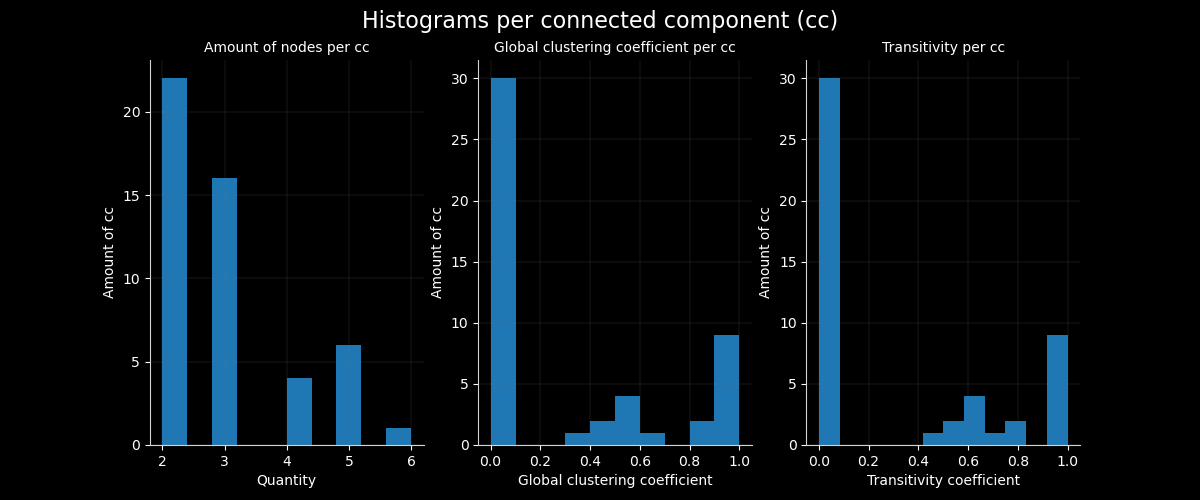 Histograms per connected component (cc)
Amount of nodes per cc
Amount of cc
20
15
10
5
0
2 3 4 5 6
Quantity
Global clustering coefficient per cc
Amount of cc
30
25
20
15
10
5
0
0.0 0.2 0.4 0.6 0.8 1.0
Global clustering coefficient
Transitivity per cc
Amount of cc
30
25
20
15
10
5
0
0.0 0.2 0.4 0.6 0.8 1.0
Transitivity coefficient